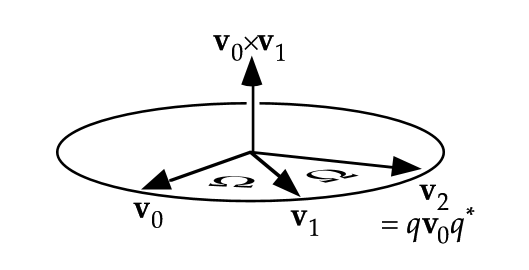 v₀×v₁
Ω Ω
v₀
v₁
v₂
= qv₀q*